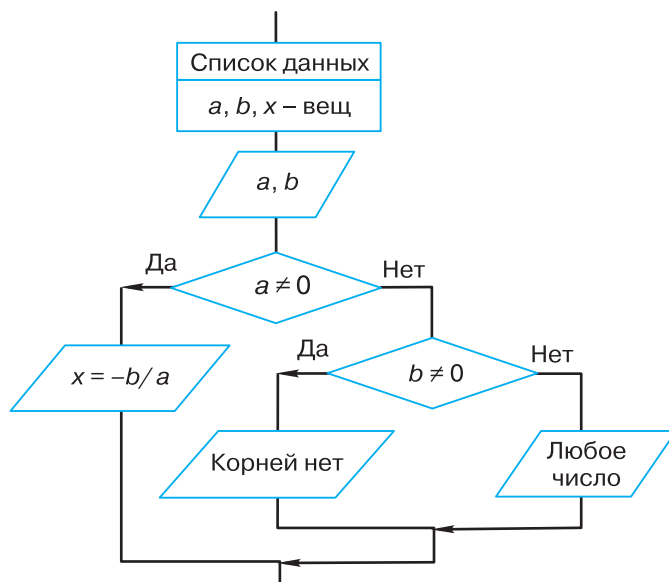 Список данных
a, b, x – вещ
a, b
Да
a ≠ 0
Нет
x = –b/ a
Да
b ≠ 0
Нет
Корней нет
Любое
число